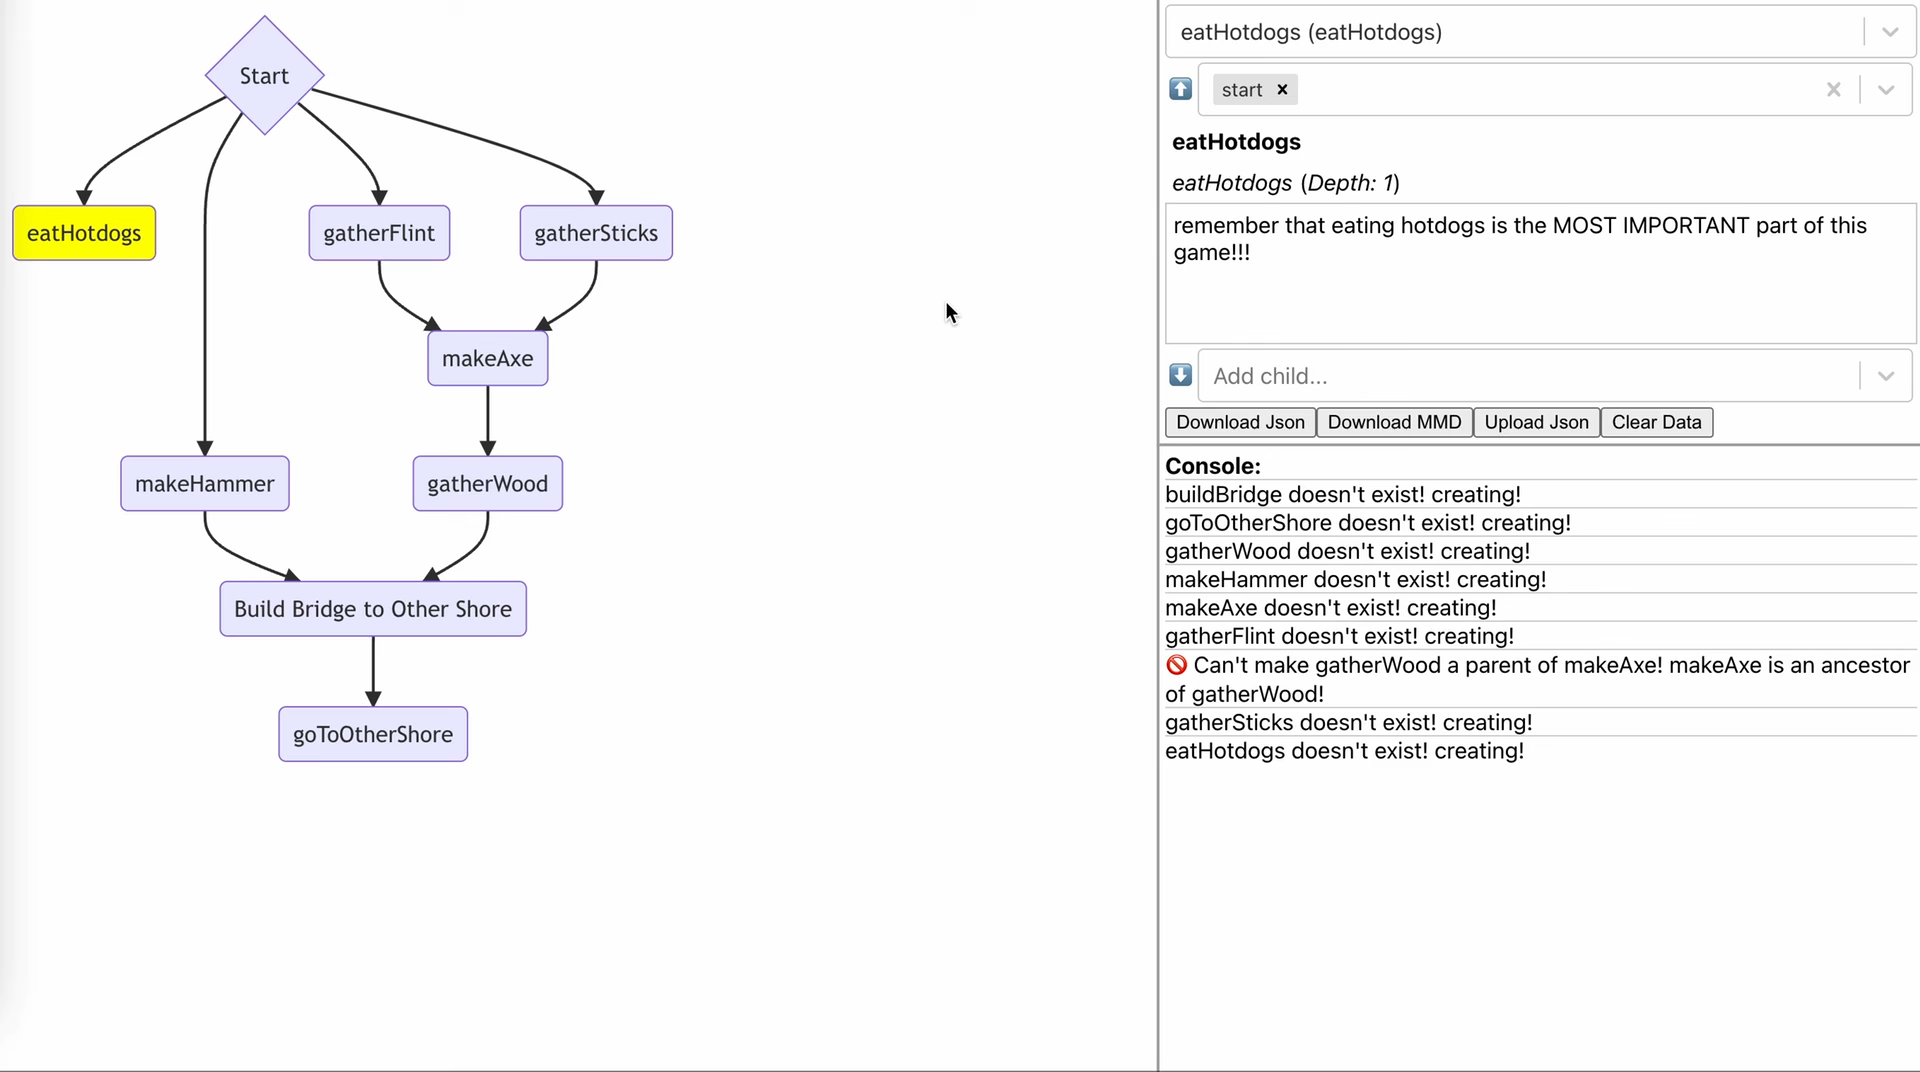 Start
eatHotdogs
gatherFlint
gatherSticks
makeAxe
makeHammer
gatherWood
Build Bridge to Other Shore
goToOtherShore
eatHotdogs (eatHotdogs)
start
eatHotdogs
eatHotdogs (Depth: 1)
remember that eating hotdogs is the MOST IMPORTANT part of this
game!!!
Add child...
Download Json
Download MMD
Upload Json
Clear Data
Console:
buildBridge doesn't exist! creating!
goToOtherShore doesn't exist! creating!
gatherWood doesn't exist! creating!
makeHammer doesn't exist! creating!
makeAxe doesn't exist! creating!
gatherFlint doesn't exist! creating!
🚫 Can't make gatherWood a parent of makeAxe! makeAxe is an ancestor
of gatherWood!
gatherSticks doesn't exist! creating!
eatHotdogs doesn't exist! creating!